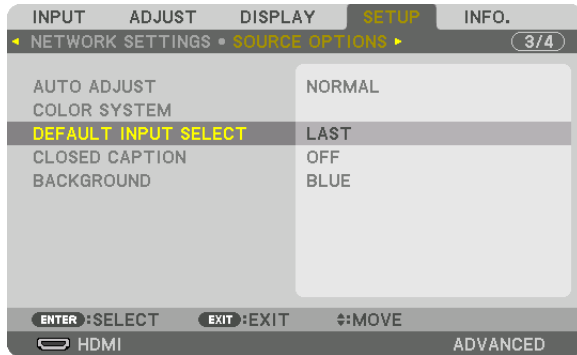 INPUT ADJUST DISPLAY SETUP INFO.
NETWORK SETTINGS • SOURCE OPTIONS 3/4
AUTO ADJUST NORMAL
COLOR SYSTEM
DEFAULT INPUT SELECT LAST
CLOSED CAPTION OFF
BACKGROUND BLUE
ENTER:SELECT EXIT:EXIT :MOVE
HDMI ADVANCED